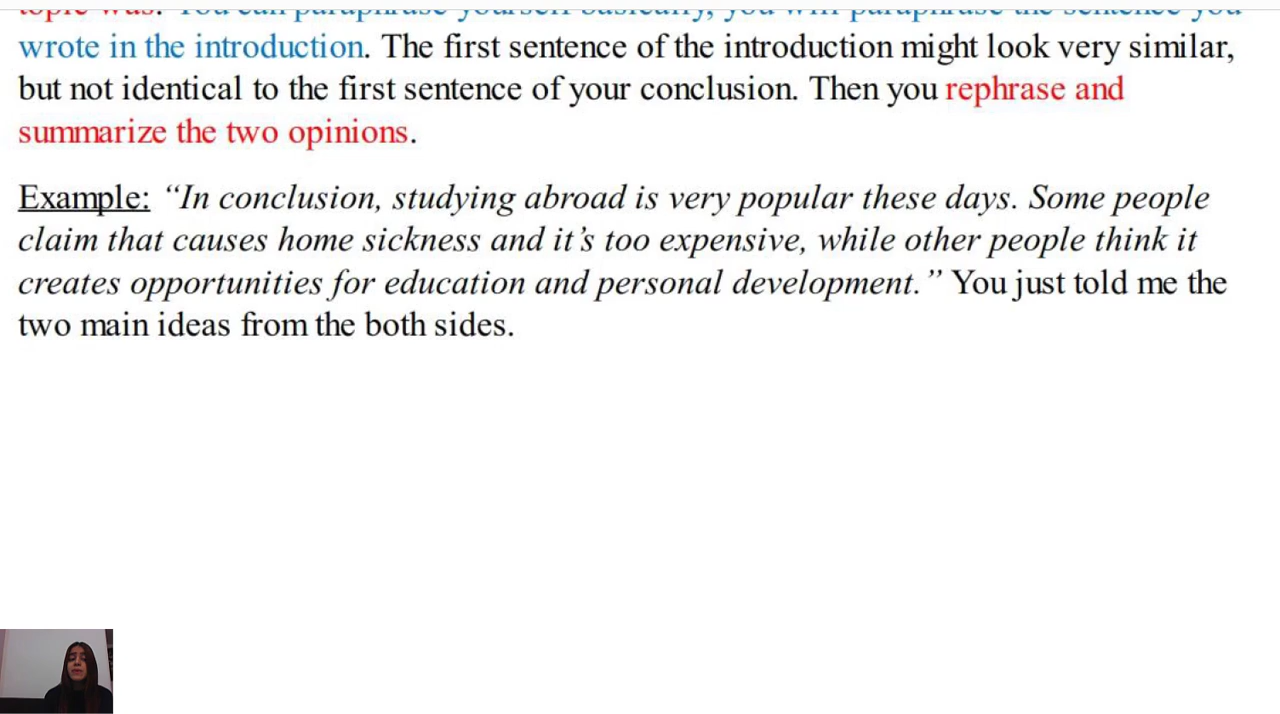 topic was. You can paraphrase yourself basically, you will paraphrase the sentence you
wrote in the introduction. The first sentence of the introduction might look very similar,
but not identical to the first sentence of your conclusion. Then you rephrase and
summarize the two opinions.
Example: “In conclusion, studying abroad is very popular these days. Some people
claim that causes home sickness and it’s too expensive, while other people think it
creates opportunities for education and personal development.” You just told me the
two main ideas from the both sides.